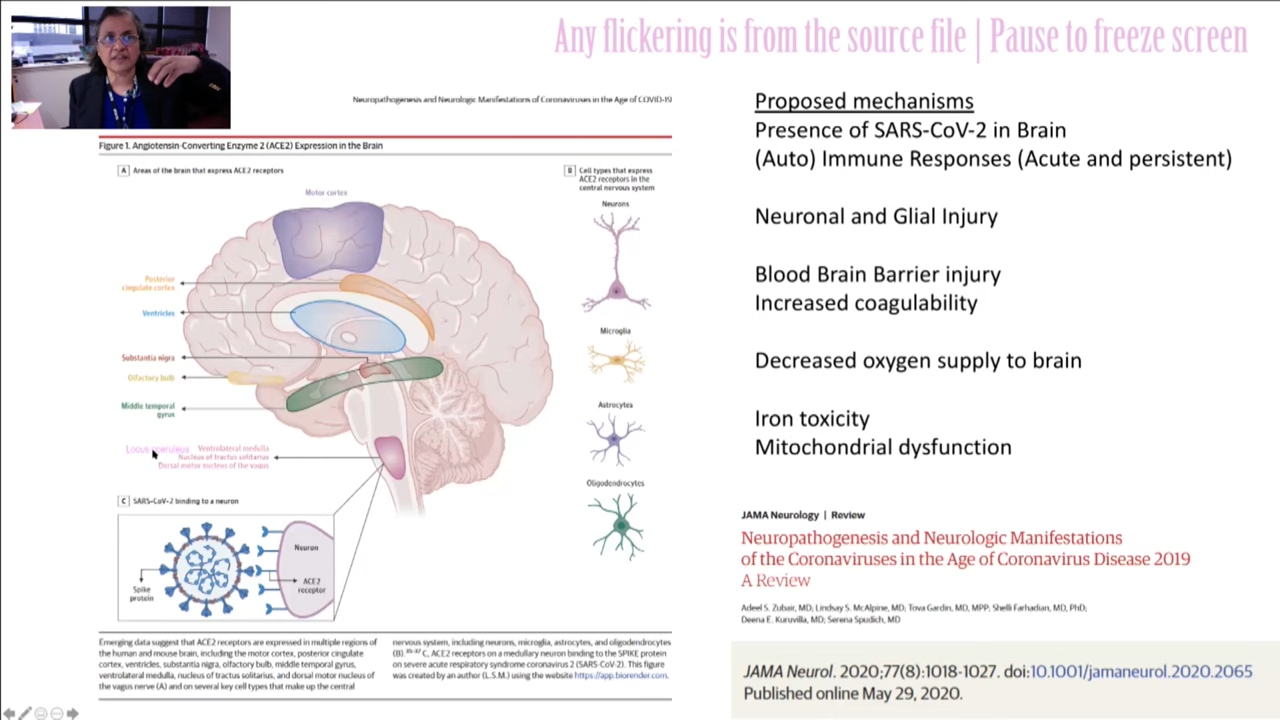 Any flickering is from the source file | Pause to freeze screen
Neuropathogenesis and Neurologic Manifestations of Coronaviruses in the Age of COVID-19
Figure 1. Angiotensin-Converting Enzyme 2 (ACE2) Expression in the Brain
A Areas of the brain that express ACE2 receptors
Motor cortex
Posterior
cingulate cortex
Ventricles
Substantia nigra
Olfactory bulb
Middle temporal
gyrus
Locus coeruleus
Ventrolateral medulla
Nucleus of tractus solitarius
Dorsal motor nucleus of the vagus
B Cell types that express
ACE2 receptors in the
central nervous system
Neurons
Microglia
Astrocytes
Oligodendrocytes
C SARS-CoV-2 binding to a neuron
Neuron
ACE2
receptor
Spike
protein
Emerging data suggest that ACE2 receptors are expressed in multiple regions of
the human and mouse brain, including the motor cortex, posterior cingulate
cortex, ventricles, substantia nigra, olfactory bulb, middle temporal gyrus,
ventrolateral medulla, nucleus of tractus solitarius, and dorsal motor nucleus of
the vagus nerve (A) and on several key cell types that make up the central
nervous system, including neurons, microglia, astrocytes, and oligodendrocytes
(B). C, ACE2 receptors on a medullary neuron binding to the SPIKE protein
on severe acute respiratory syndrome coronavirus 2 (SARS-CoV-2). This figure
was created by an author (L.S.M.) using the website https://app.biorender.com.
Proposed mechanisms
Presence of SARS-CoV-2 in Brain
(Auto) Immune Responses (Acute and persistent)
Neuronal and Glial Injury
Blood Brain Barrier injury
Increased coagulability
Decreased oxygen supply to brain
Iron toxicity
Mitochondrial dysfunction
JAMA Neurology | Review
Neuropathogenesis and Neurologic Manifestations
of the Coronaviruses in the Age of Coronavirus Disease 2019
A Review
Adeel S. Zubair, MD; Lindsay S. McAlpine, MD; Tova Gardin, MD, MPP; Shelli Farhadian, MD, PhD;
Deena E. Kuruvilla, MD; Serena Spudich, MD
JAMA Neurol. 2020;77(8):1018-1027. doi:10.1001/jamaneurol.2020.2065
Published online May 29, 2020.